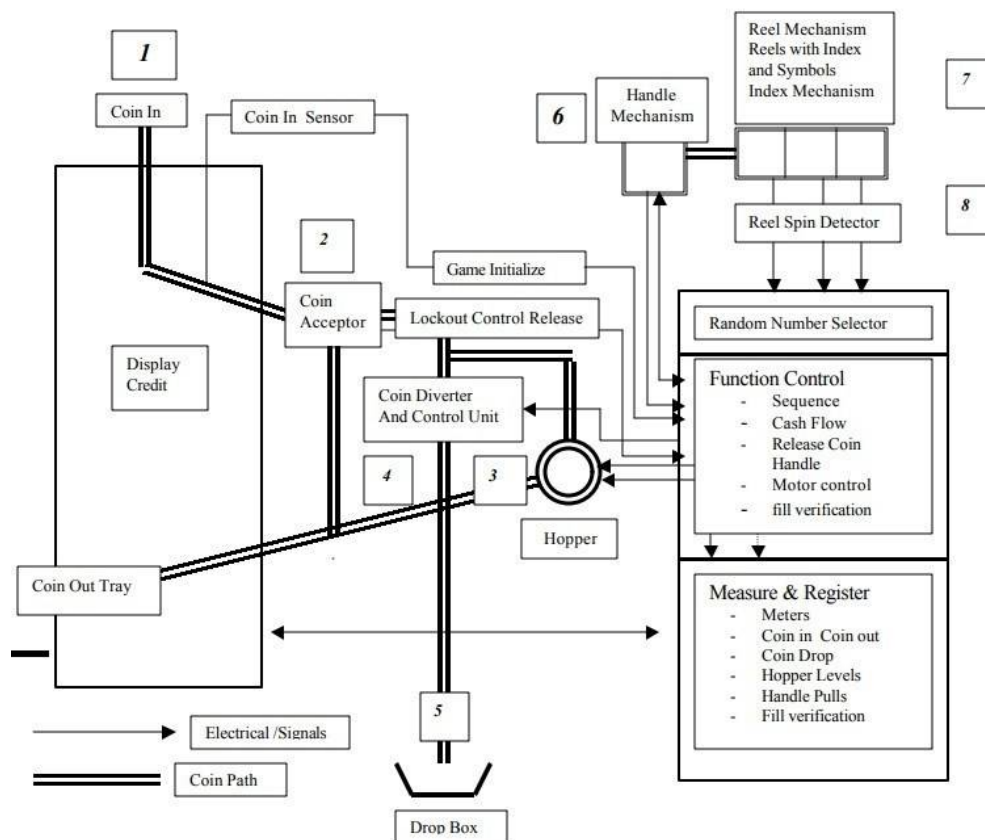 1
Coin In
Coin In Sensor
6
Handle
Mechanism
Reel Mechanism
Reels with Index
and Symbols
Index Mechanism
7
8
Reel Spin Detector
2
Game Initialize
Coin
Acceptor
Lockout Control Release
Random Number Selector
Display
Credit
Coin Diverter
And Control Unit
4
3
Hopper
Function Control
- Sequence
- Cash Flow
- Release Coin
Handle
- Motor control
- fill verification
Coin Out Tray
Measure & Register
- Meters
- Coin in Coin out
- Coin Drop
- Hopper Levels
- Handle Pulls
- Fill verification
5
Electrical /Signals
Coin Path
Drop Box